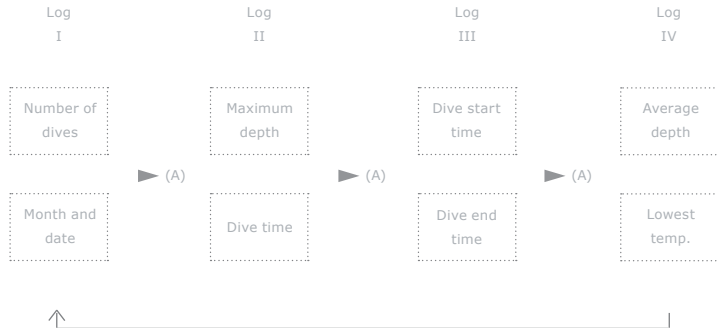 Log
I
Log
II
Log
III
Log
IV
Number of
dives
Maximum
depth
Dive start
time
Average
depth
(A)
(A)
(A)
Month and
date
Dive time
Dive end
time
Lowest
temp.